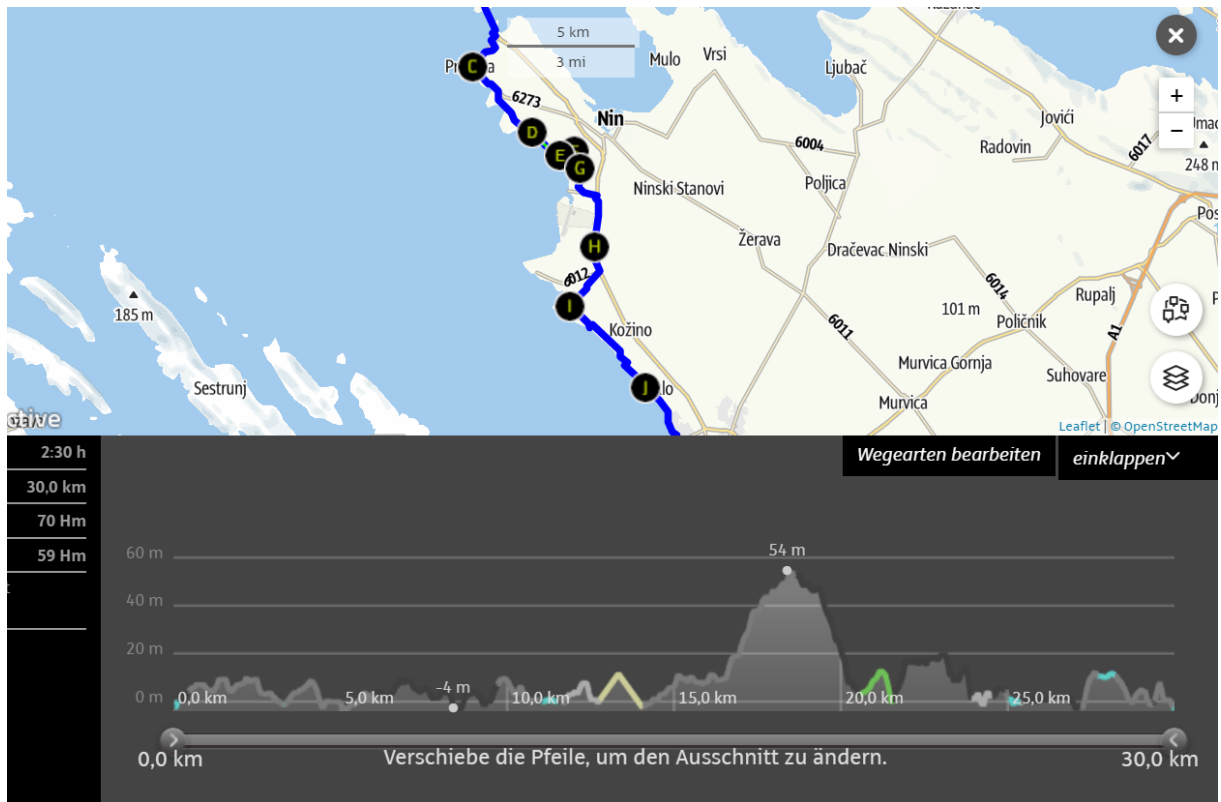 5 km
3 mi
C
6273
Mulo
Vrsi
Ljubač
Nin
D
E
G
6004
Jovići
Radovin
6017
248 m
+
−
Ninski Stanovi
Poljica
Žerava
Dračevac Ninski
H
6012
I
Kožino
185 m
Sestrunj
J
6011
6014
101 m
Poličnik
Rupalj
A1
Murvica Gornja
Suhovare
Murvica
Leaflet | © OpenStreetMap
2:30 h
30,0 km
70 Hm
59 Hm
Wegearten bearbeiten
einklappen
60 m
40 m
20 m
0 m
54 m
-4 m
0,0 km
5,0 km
10,0 km
15,0 km
20,0 km
25,0 km
0,0 km
Verschiebe die Pfeile, um den Ausschnitt zu ändern.
30,0 km